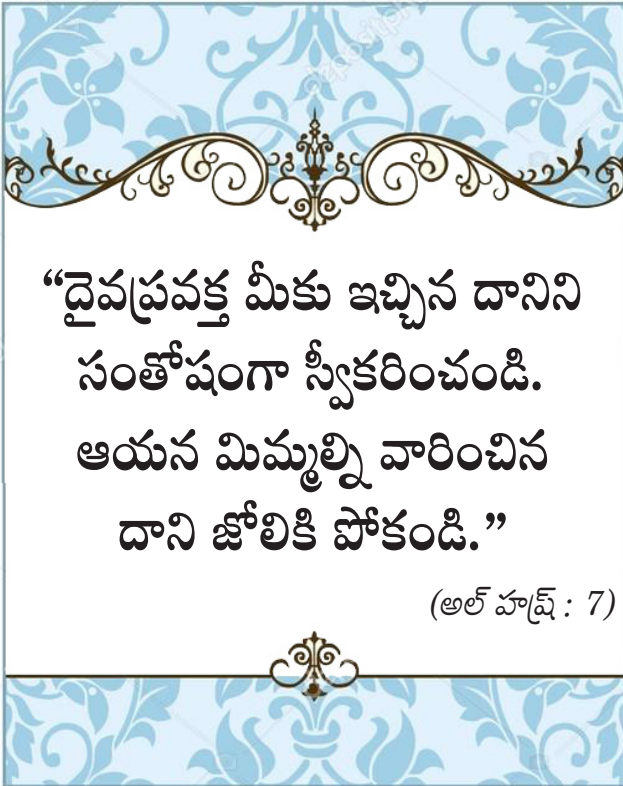 “దైవప్రవక్త మీకు ఇచ్చిన దానిని
సంతోషంగా స్వీకరించండి.
ఆయన మిమ్మల్ని వారించిన
దాని జోలికి పోకండి.”
(అల్ హష్ర్ : 7)